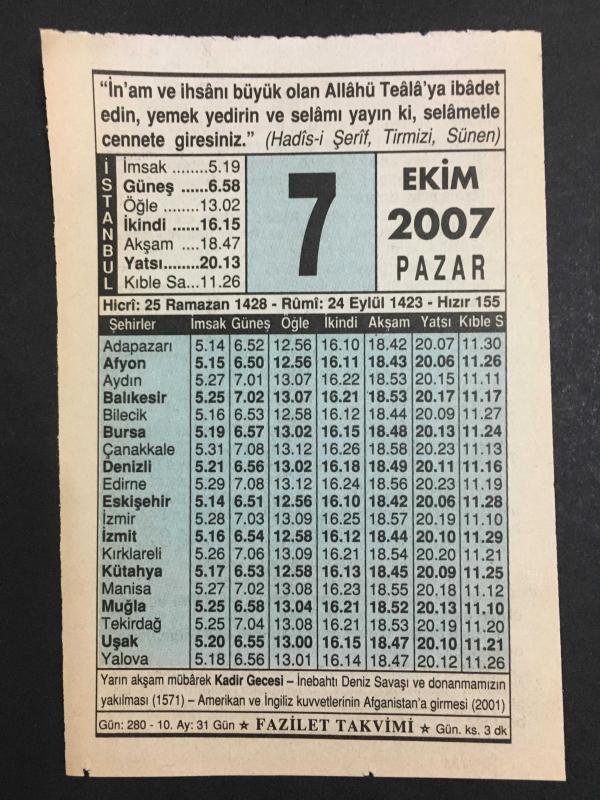 “İn’am ve ihsânı büyük olan Allâhü Teâlâ’ya ibâdet
edin, yemek yedirin ve selâmı yayın ki, selâmetle
cennete giresiniz.” (Hadîs-i Şerîf, Tirmizi, Sünen)
İSTANBUL
İmsak ........5.19
Güneş ......6.58
Öğle ........13.02
İkindi ......16.15
Akşam ....18.47
Yatsı........20.13
Kıble Sa...11.26
7
EKİM
2007
PAZAR
Hicrî: 25 Ramazan 1428 - Rûmî: 24 Eylül 1423 - Hızır 155
Şehirler İmsak Güneş Öğle İkindi Akşam Yatsı Kıble S
Adapazarı 5.14 6.52 12.56 16.10 18.42 20.07 11.30
Afyon 5.15 6.50 12.56 16.11 18.43 20.06 11.26
Aydın 5.27 7.01 13.07 16.22 18.53 20.15 11.11
Balıkesir 5.25 7.02 13.07 16.21 18.53 20.17 11.17
Bilecik 5.16 6.53 12.58 16.12 18.44 20.09 11.27
Bursa 5.19 6.57 13.02 16.15 18.48 20.13 11.24
Çanakkale 5.31 7.08 13.12 16.26 18.58 20.23 11.13
Denizli 5.21 6.56 13.02 16.18 18.49 20.11 11.16
Edirne 5.29 7.08 13.12 16.24 18.56 20.23 11.19
Eskişehir 5.14 6.51 12.56 16.10 18.42 20.06 11.28
İzmir 5.28 7.03 13.09 16.25 18.57 20.19 11.10
İzmit 5.16 6.54 12.58 16.12 18.44 20.10 11.29
Kırklareli 5.26 7.06 13.09 16.21 18.54 20.20 11.21
Kütahya 5.17 6.53 12.58 16.13 18.45 20.09 11.25
Manisa 5.27 7.02 13.08 16.23 18.55 20.18 11.12
Muğla 5.25 6.58 13.04 16.21 18.52 20.13 11.10
Tekirdağ 5.25 7.04 13.08 16.21 18.53 20.19 11.20
Uşak 5.20 6.55 13.00 16.15 18.47 20.10 11.21
Yalova 5.18 6.56 13.01 16.14 18.47 20.12 11.26
Yarın akşam mübârek Kadir Gecesi – İnebahtı Deniz Savaşı ve donanmamızın
yakılması (1571) – Amerikan ve İngiliz kuvvetlerinin Afganistan’a girmesi (2001)
Gün: 280 - 10. Ay: 31 Gün ★ FAZİLET TAKVİMİ ★ Gün. ks. 3 dk